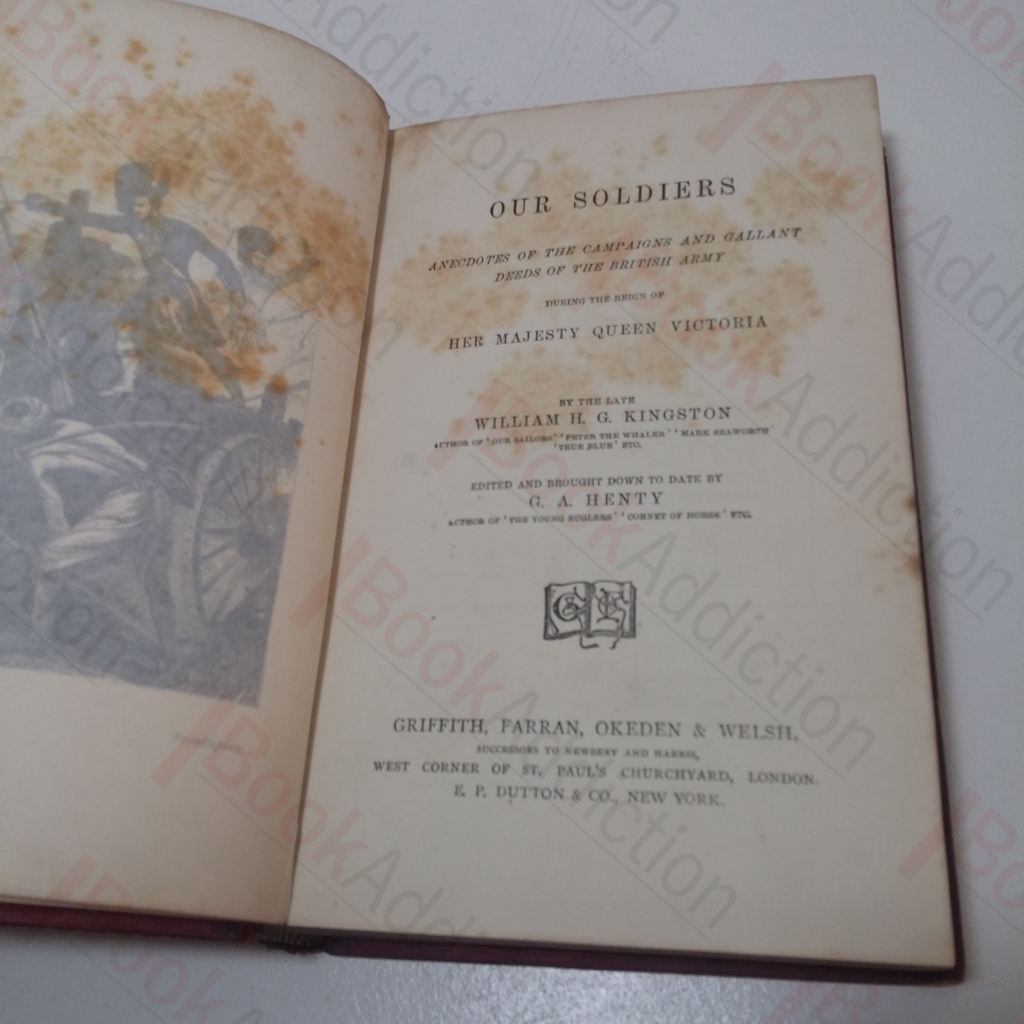 OUR SOLDIERS
ANECDOTES OF THE CAMPAIGNS AND GALLANT
DEEDS OF THE BRITISH ARMY
DURING THE REIGN OF
HER MAJESTY QUEEN VICTORIA
BY THE LATE
WILLIAM H. G. KINGSTON
AUTHOR OF 'OUR SAILORS' 'PETER THE WHALER' 'MARK SEAWORTH'
'TRUE BLUE' ETC.
EDITED AND BROUGHT DOWN TO DATE BY
G. A. HENTY
AUTHOR OF 'THE YOUNG BUGLERS' 'CORNET OF HORSE' ETC.
GRIFFITH, FARRAN, OKEDEN & WELSH,
SUCCESSORS TO NEWBERY AND HARRIS,
WEST CORNER OF ST. PAUL'S CHURCHYARD, LONDON.
E. P. DUTTON & CO., NEW YORK.
BookAddiction